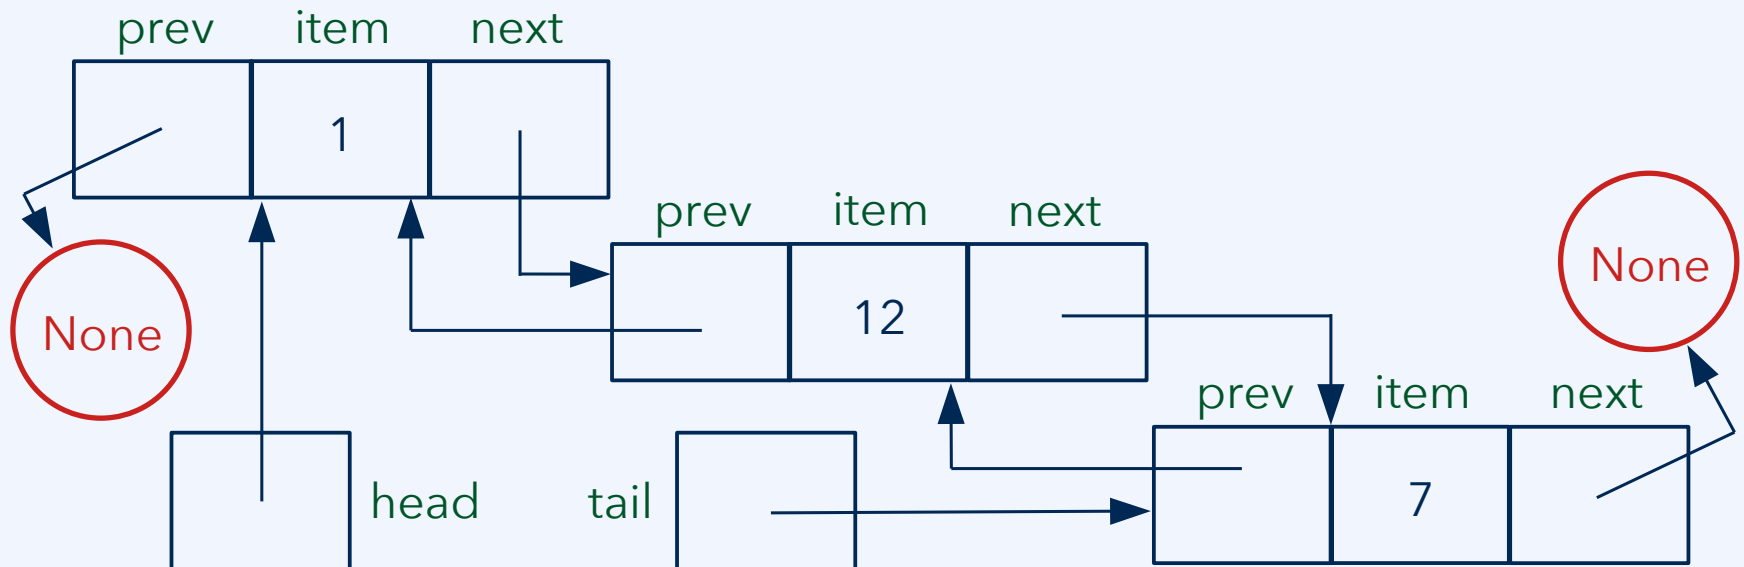 prev item next
1
prev item next
12
None
None
prev item next
7
head
tail